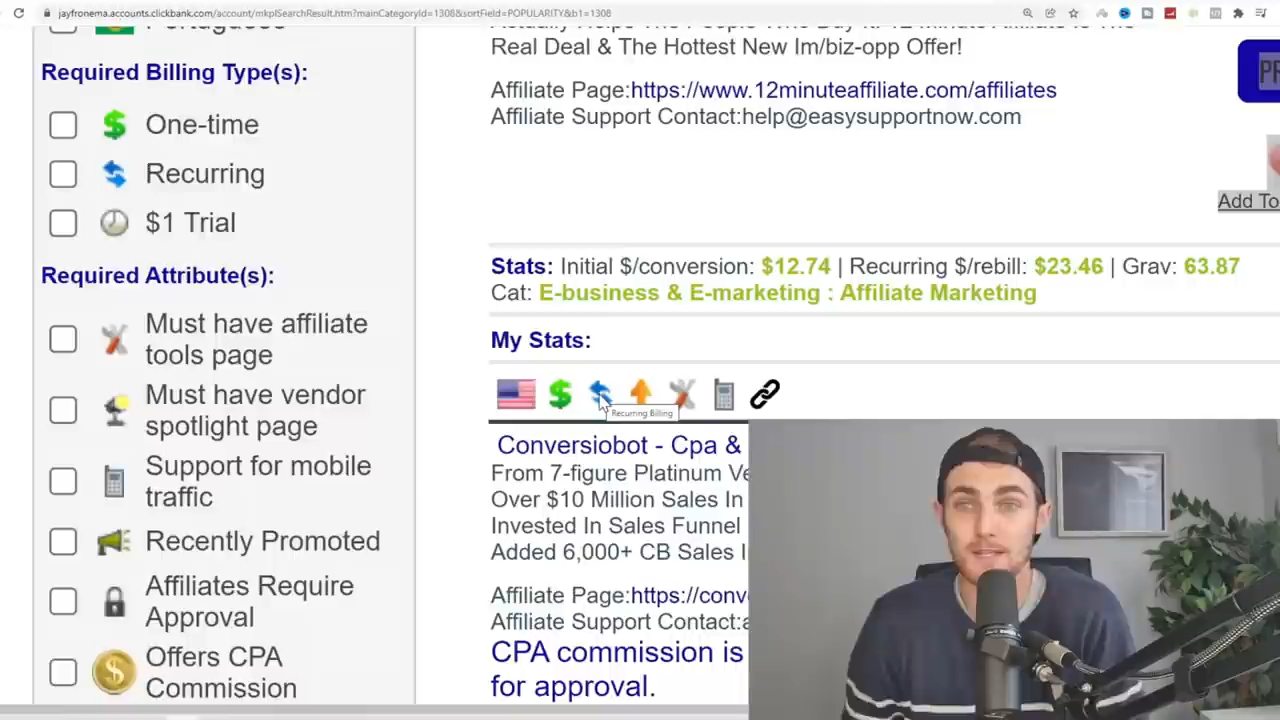 jayfronema.accounts.clickbank.com/account/mkplSearchResult.htm?mainCategoryId=1308&sortField=POPULARITY&b1=1308
Required Billing Type(s):
One-time
Recurring
$1 Trial
Required Attribute(s):
Must have affiliate
tools page
Must have vendor
spotlight page
Support for mobile
traffic
Recently Promoted
Affiliates Require
Approval
Offers CPA
Commission
Real Deal & The Hottest New Im/biz-opp Offer!
Affiliate Page:https://www.12minuteaffiliate.com/affiliates
Affiliate Support Contact:help@easysupportnow.com
PR
Add To
Stats: Initial $/conversion: $12.74 | Recurring $/rebill: $23.46 | Grav: 63.87
Cat: E-business & E-marketing : Affiliate Marketing
My Stats:
Recurring Billing
Conversiobot - Cpa &
From 7-figure Platinum Ve
Over $10 Million Sales In
Invested In Sales Funnel
Added 6,000+ CB Sales I
Affiliate Page:https://conv
Affiliate Support Contact:a
CPA commission is
for approval.